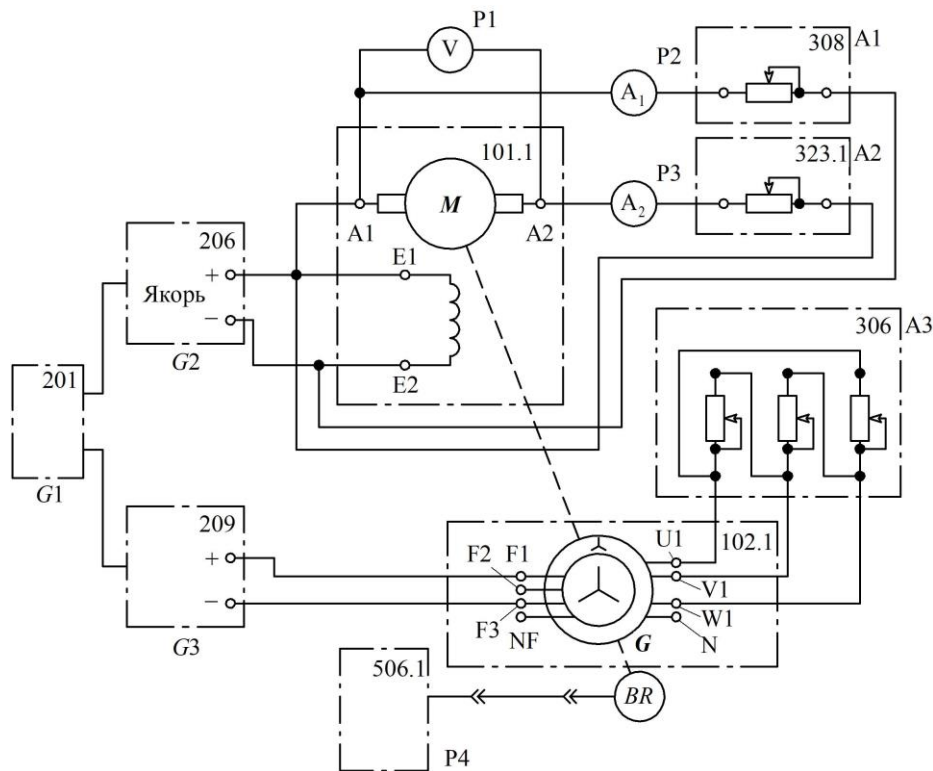 P1
V
P2
308
A1
A₁
101.1
P3
323.1
A2
M
A₂
A1
A2
206
E1
+
Якорь
−
306
A3
G2
E2
201
G1
209
102.1
+
F2
F1
U1
V1
−
F3
W1
NF
G
N
G3
506.1
BR
P4